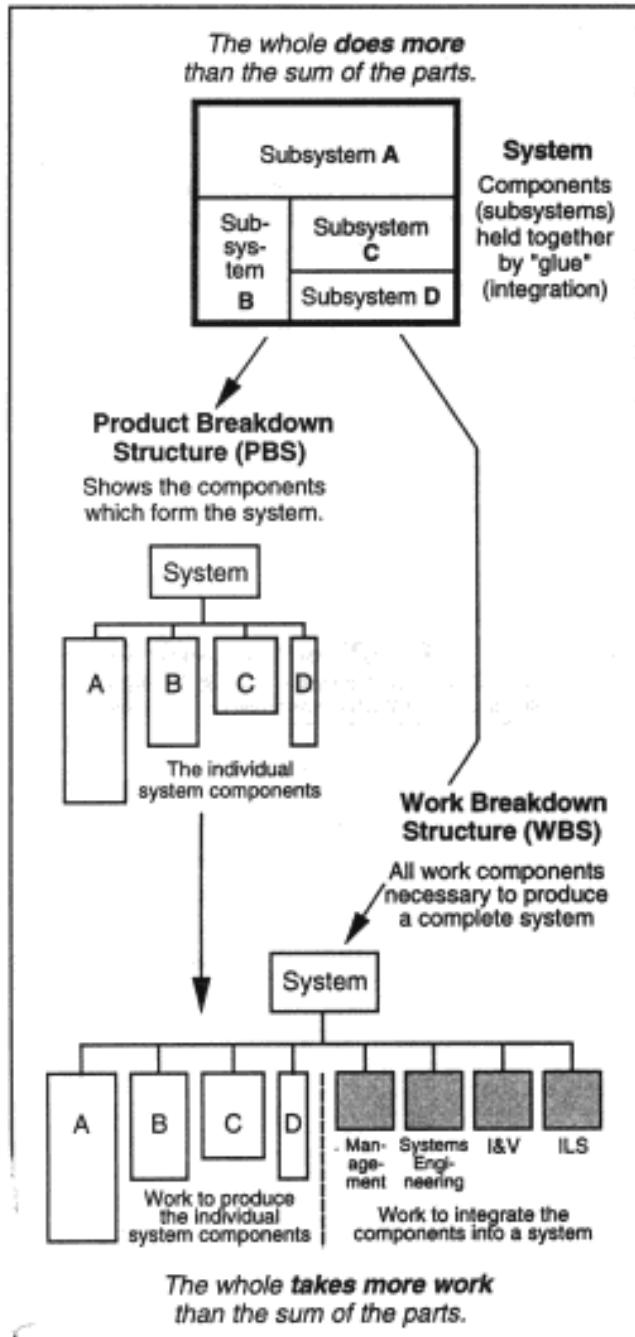 The whole does more
than the sum of the parts.
Subsystem A
Sub-
sys-
tem
B
Subsystem
C
Subsystem D
System
Components
(subsystems)
held together
by "glue"
(integration)
Product Breakdown
Structure (PBS)
Shows the components
which form the system.
System
A
B
C
D
The individual
system components
Work Breakdown
Structure (WBS)
All work components
necessary to produce
a complete system
System
A
B
C
D
Man-
age-
ment
Systems
Engi-
neering
I&V
ILS
Work to produce
the individual
system components
Work to integrate the
components into a system
The whole takes more work
than the sum of the parts.